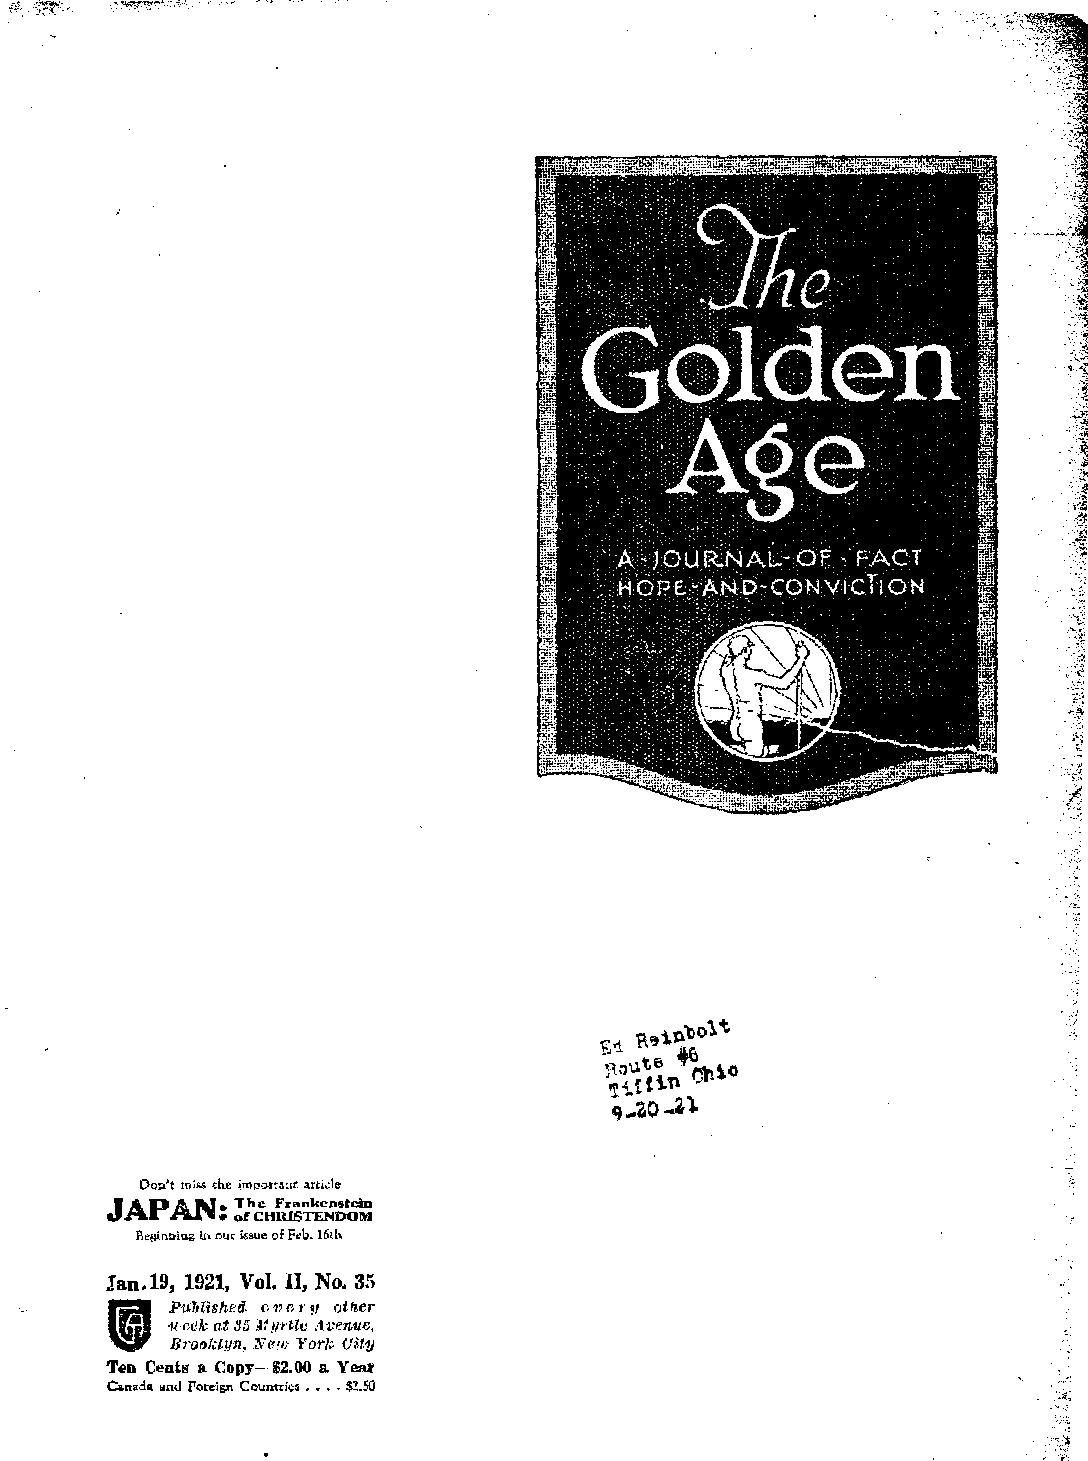 The
Golden
Age
A-JOURNAL-OF-FACT
HOPE-AND-CONVICTION
Ed Reinbolt
Route #6
Tiffin Ohio
9-20-21
Don't miss the important article
JAPAN: The Frankenstein
of CHRISTENDOM
Beginning in our issue of Feb. 16th
Jan. 19, 1921, Vol. II, No. 35
Published every other
week at 35 Myrtle Avenue,
Brooklyn, New York City
Ten Cents a Copy—$2.00 a Year
Canada and Foreign Countries . . . . $2.50